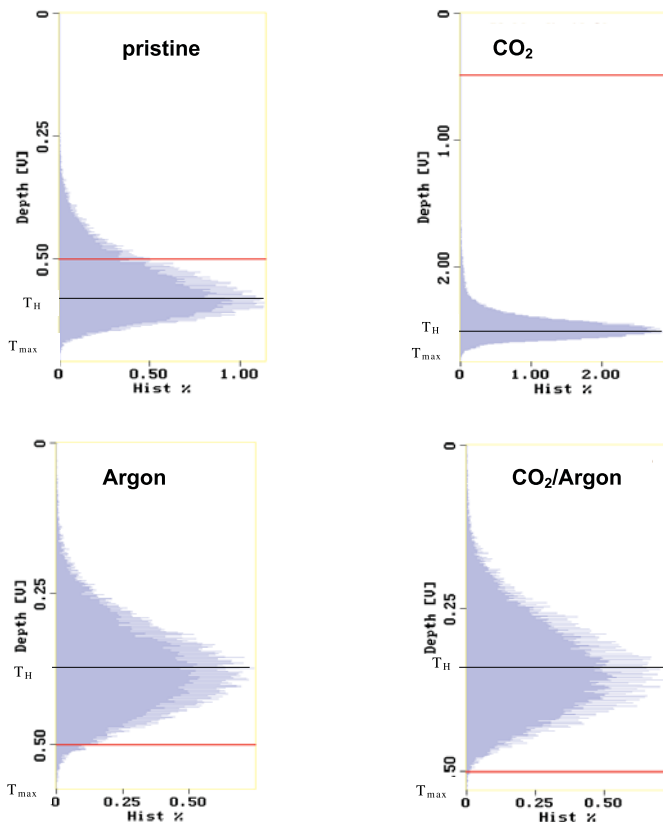 pristine
0
0.25
0.50
Depth [V]
T_H
T_max
0 0.50 1.00
Hist %
CO₂
0
1.00
2.00
Depth [V]
T_H
T_max
0 1.00 2.00
Hist %
Argon
0
0.25
0.50
Depth [V]
T_H
T_max
0 0.25 0.50
Hist %
CO₂/Argon
0
0.25
.50
Depth [V]
T_H
T_max
0 0.25 0.50
Hist %